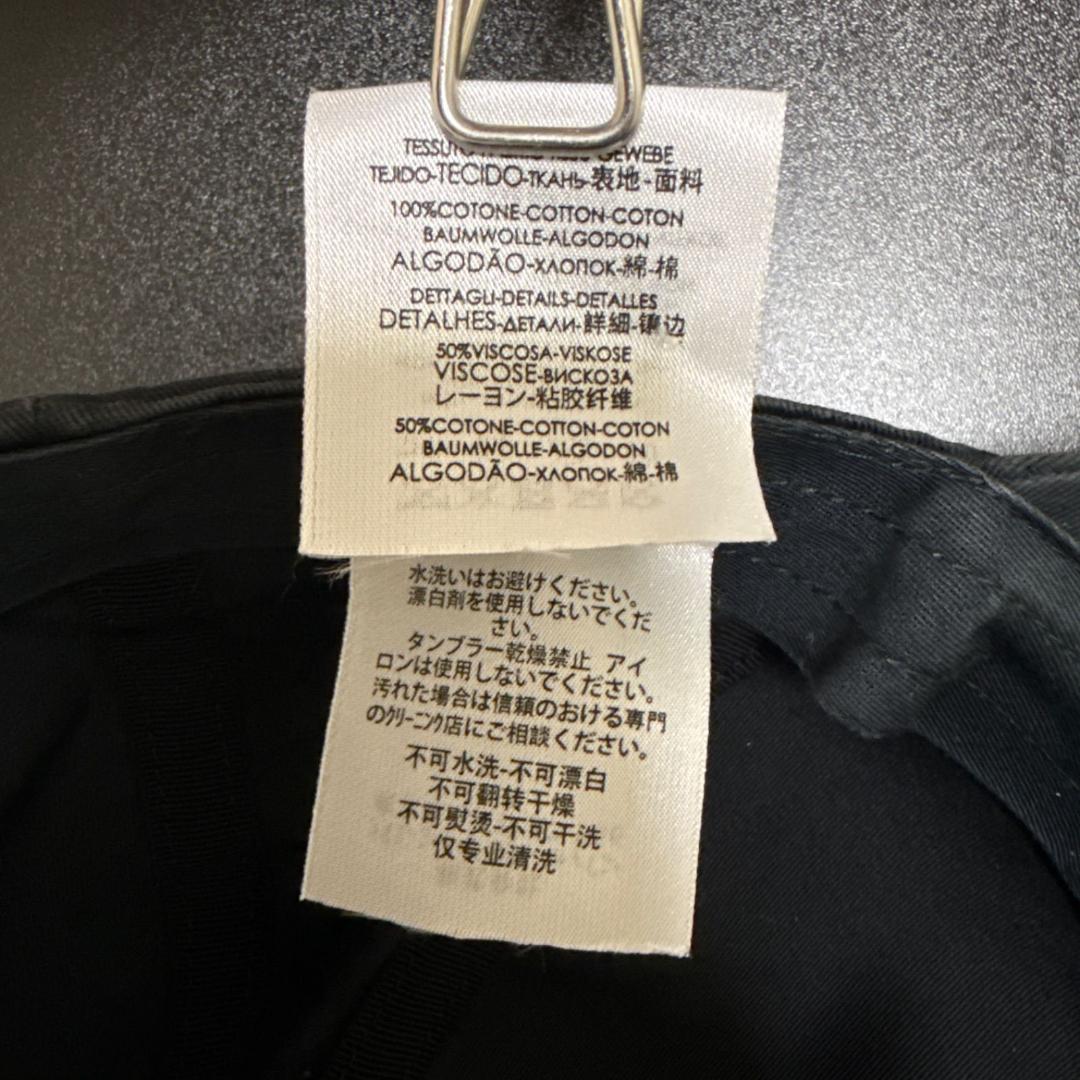 TESSUTO GEWEBE
TEJIDO-TECIDO-ТКАНЬ-表地-面料
100%COTONE-COTTON-COTON
BAUMWOLLE-ALGODON
ALGODÃO-ХЛОПОК-綿-棉
DETTAGLI-DETAILS-DETALLES
DETALHES-ДЕТАЛИ-詳細-镶边
50%VISCOSA-VISKOSE
VISCOSE-ВИСКОЗА
レーヨン-粘胶纤维
50%COTONE-COTTON-COTON
BAUMWOLLE-ALGODON
ALGODÃO-ХЛОПОК-綿-棉
水洗いはお避けください。
漂白剤を使用しないでくだ
さい。
タンブラー乾燥禁止 アイ
ロンは使用しないでください。
汚れた場合は信頼のおける専門
のクリーニング店にご相談ください。
不可水洗-不可漂白
不可翻转干燥
不可熨烫-不可干洗
仅专业清洗